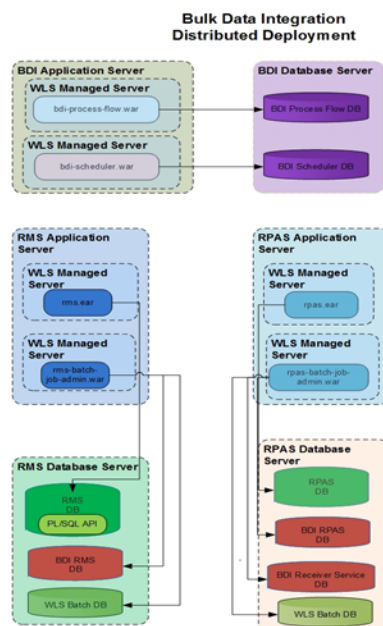 Bulk Data Integration
Distributed Deployment
BDI Application Server
WLS Managed Server
bdi-process-flow.war
WLS Managed Server
bdi-scheduler.war
BDI Database Server
BDI Process Flow DB
BDI Scheduler DB
RMS Application
Server
WLS Managed
Server
rms.ear
WLS Managed
Server
rms-batch-
job-admin.war
RPAS Application
Server
WLS Managed
Server
rpas.ear
WLS Managed
Server
rpas-batch-job-
admin.war
RMS Database Server
RMS
DB
PL/SQL API
BDI RMS
DB
WLS Batch DB
RPAS Database
Server
RPAS
DB
BDI RPAS
DB
BDI Receiver Service
DB
WLS Batch DB